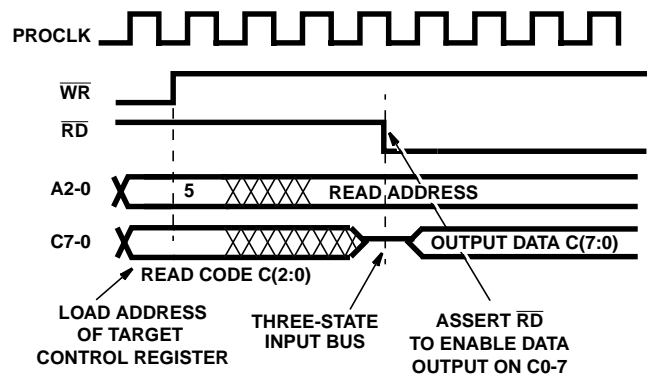 PROCLK
WR
RD
A2-0
5
READ ADDRESS
C7-0
OUTPUT DATA C(7:0)
READ CODE C(2:0)
LOAD ADDRESS
OF TARGET
CONTROL REGISTER
THREE-STATE
INPUT BUS
ASSERT RD
TO ENABLE DATA
OUTPUT ON C0-7